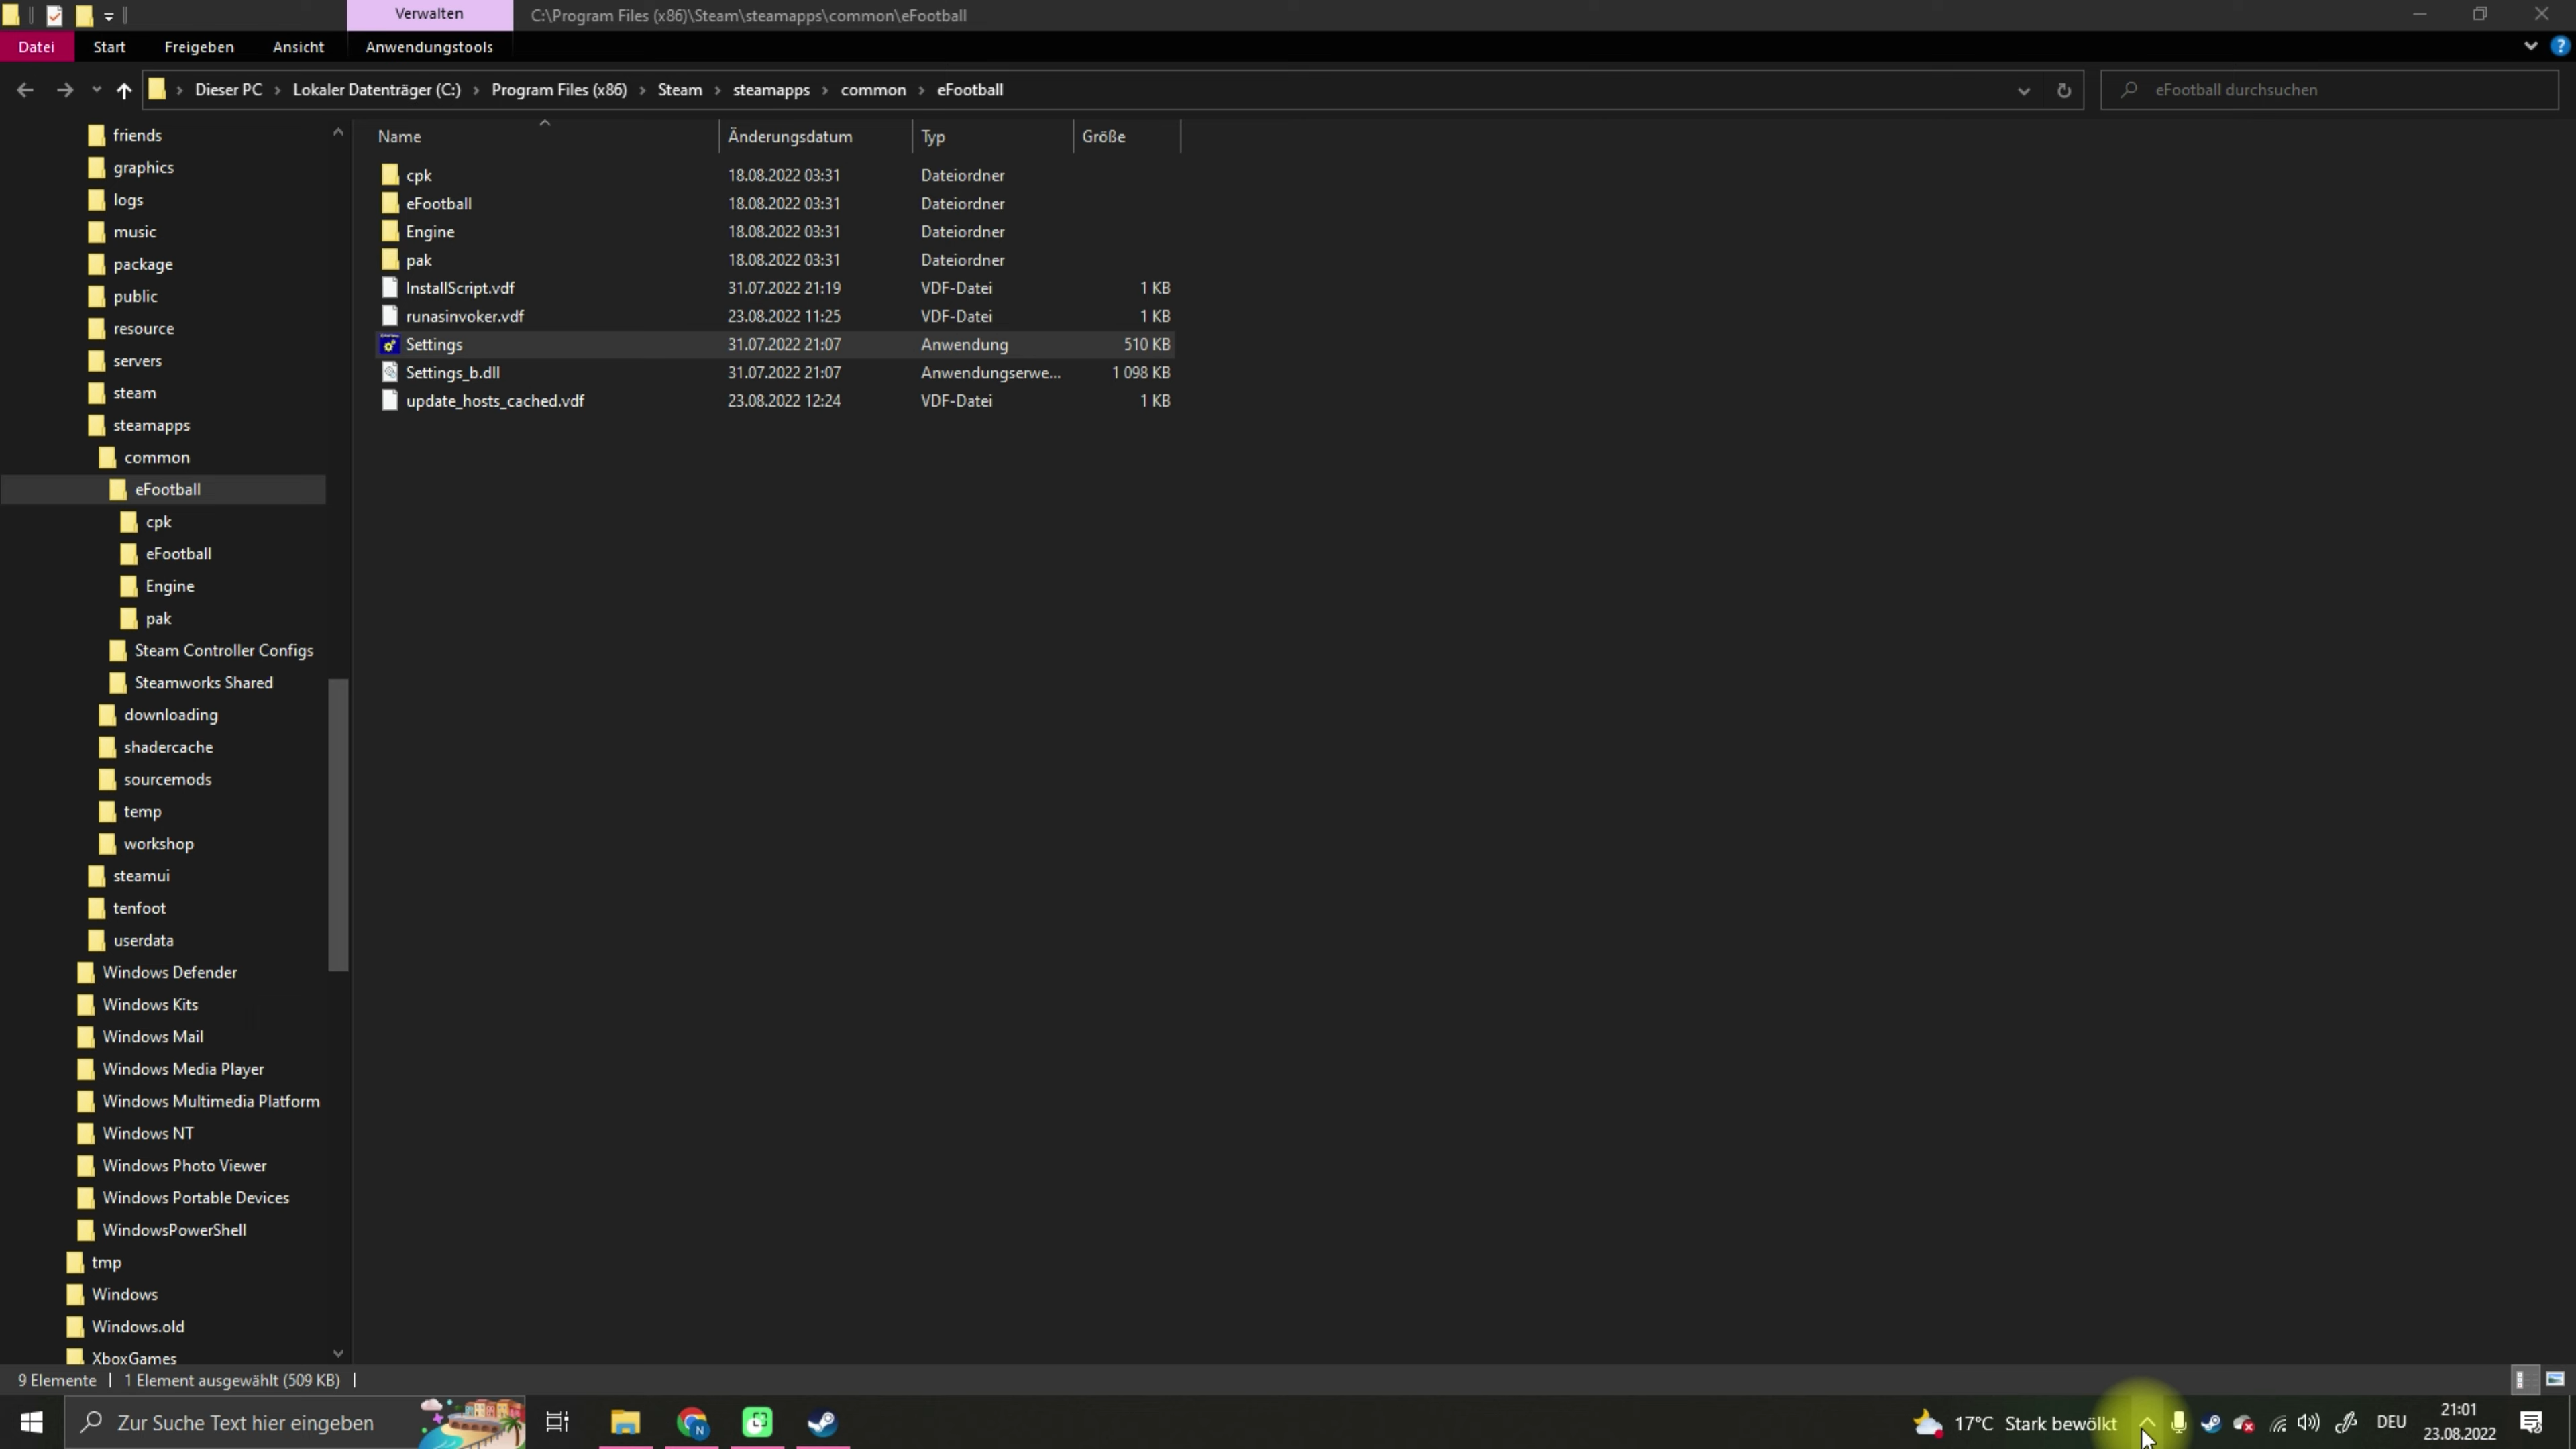 Verwalten
C:\Program Files (x86)\Steam\steamapps\common\eFootball
Datei Start Freigeben Ansicht Anwendungstools
Dieser PC Lokaler Datenträger (C:) Program Files (x86) Steam steamapps common eFootball
eFootball durchsuchen
friends
graphics
logs
music
package
public
resource
servers
steam
steamapps
common
eFootball
cpk
eFootball
Engine
pak
Steam Controller Configs
Steamworks Shared
downloading
shadercache
sourcemods
temp
workshop
steamui
tenfoot
userdata
Windows Defender
Windows Kits
Windows Mail
Windows Media Player
Windows Multimedia Platform
Windows NT
Windows Photo Viewer
Windows Portable Devices
WindowsPowerShell
tmp
Windows
Windows.old
XboxGames
Name Änderungsdatum Typ Größe
cpk 18.08.2022 03:31 Dateiordner
eFootball 18.08.2022 03:31 Dateiordner
Engine 18.08.2022 03:31 Dateiordner
pak 18.08.2022 03:31 Dateiordner
InstallScript.vdf 31.07.2022 21:19 VDF-Datei 1 KB
runasinvoker.vdf 23.08.2022 11:25 VDF-Datei 1 KB
Settings 31.07.2022 21:07 Anwendung 510 KB
Settings_b.dll 31.07.2022 21:07 Anwendungserwe... 1 098 KB
update_hosts_cached.vdf 23.08.2022 12:24 VDF-Datei 1 KB
9 Elemente 1 Element ausgewählt (509 KB)
Zur Suche Text hier eingeben
N
17°C Stark bewölkt
DEU
21:01
23.08.2022